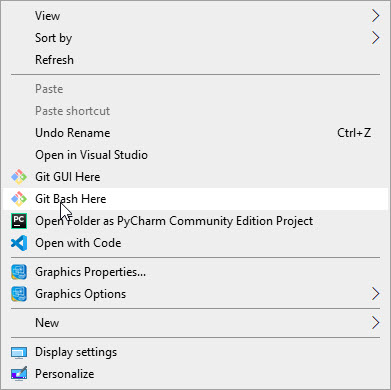 View
Sort by
Refresh
Paste
Paste shortcut
Undo Rename Ctrl+Z
Open in Visual Studio
Git GUI Here
Git Bash Here
PC Open Folder as PyCharm Community Edition Project
Open with Code
Graphics Properties...
Graphics Options
New
Display settings
Personalize